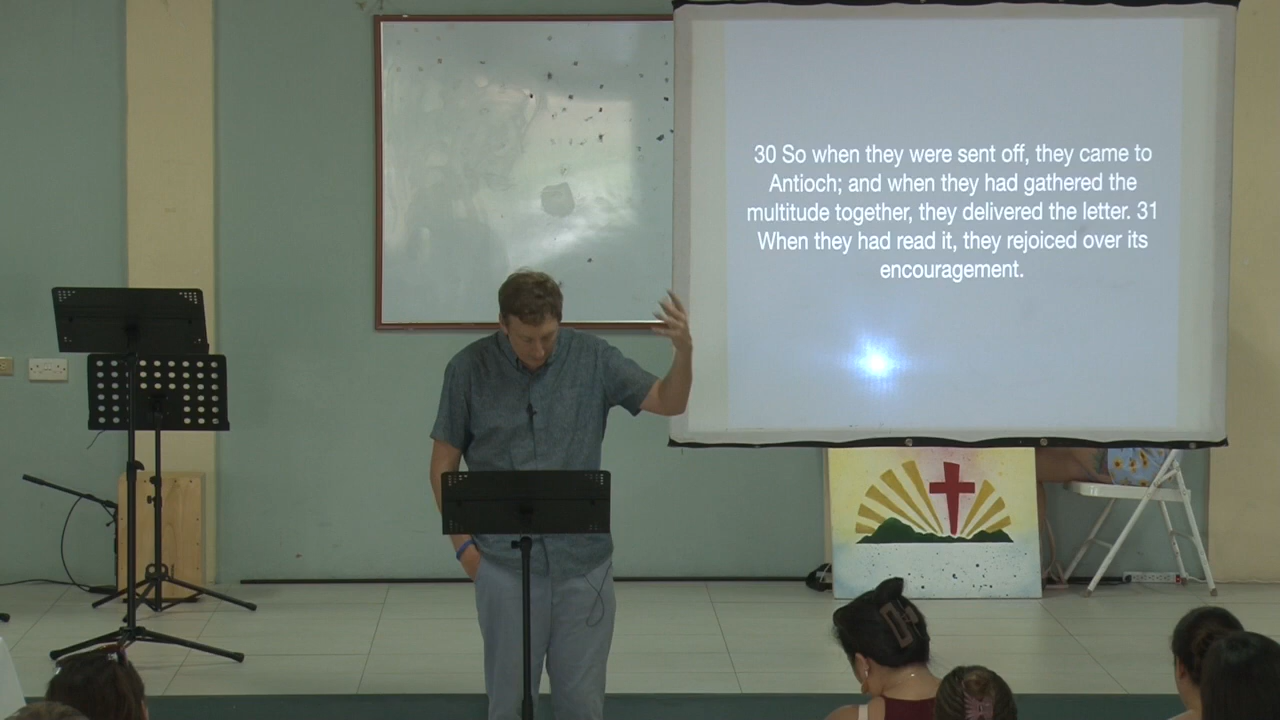 30 So when they were sent off, they came to
Antioch; and when they had gathered the
multitude together, they delivered the letter. 31
When they had read it, they rejoiced over its
encouragement.